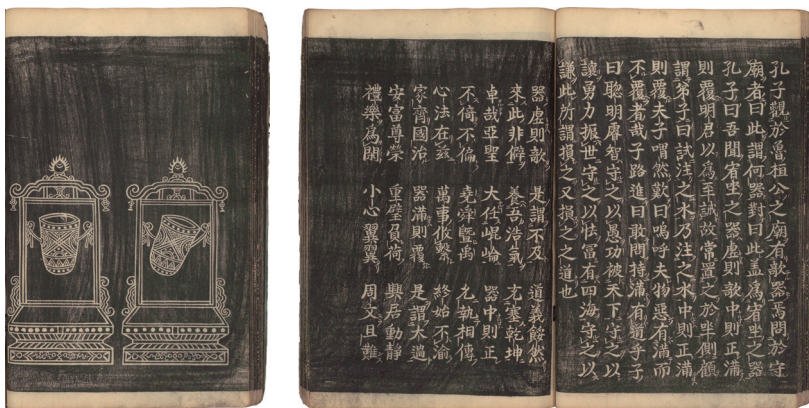 孔子觀於魯桓公之廟有欹器焉問於守
廟者曰此謂何器對曰此蓋為宥坐之器
孔子曰吾聞宥坐之器虛則欹中則正滿
則覆明君以為至誡故常置之於坐側顧
謂弟子曰試注之水乃注之水中則正滿
則覆夫子喟然歎曰嗚呼夫物惡有滿而
不覆者哉子路進曰敢問持滿有道乎子
曰聰明睿智守之以愚功被天下守之以
讓勇力振世守之以怯富有四海守之以
謙此所謂損之又損之之道也
器虛則欹 是謂不及 道義餒然
來此非僻 養吾浩氣 充塞乾坤
卓哉亞聖 大任崐崘 器中則正
不倚不偏 堯舜曁禹 允執相傳
心法在茲 萬事攸繫 終始不渝
家齊國治 器滿則覆 是謂太過
安富尊榮 重璧負荷 興居動靜
禮樂為閑 小心翼翼 周文且難